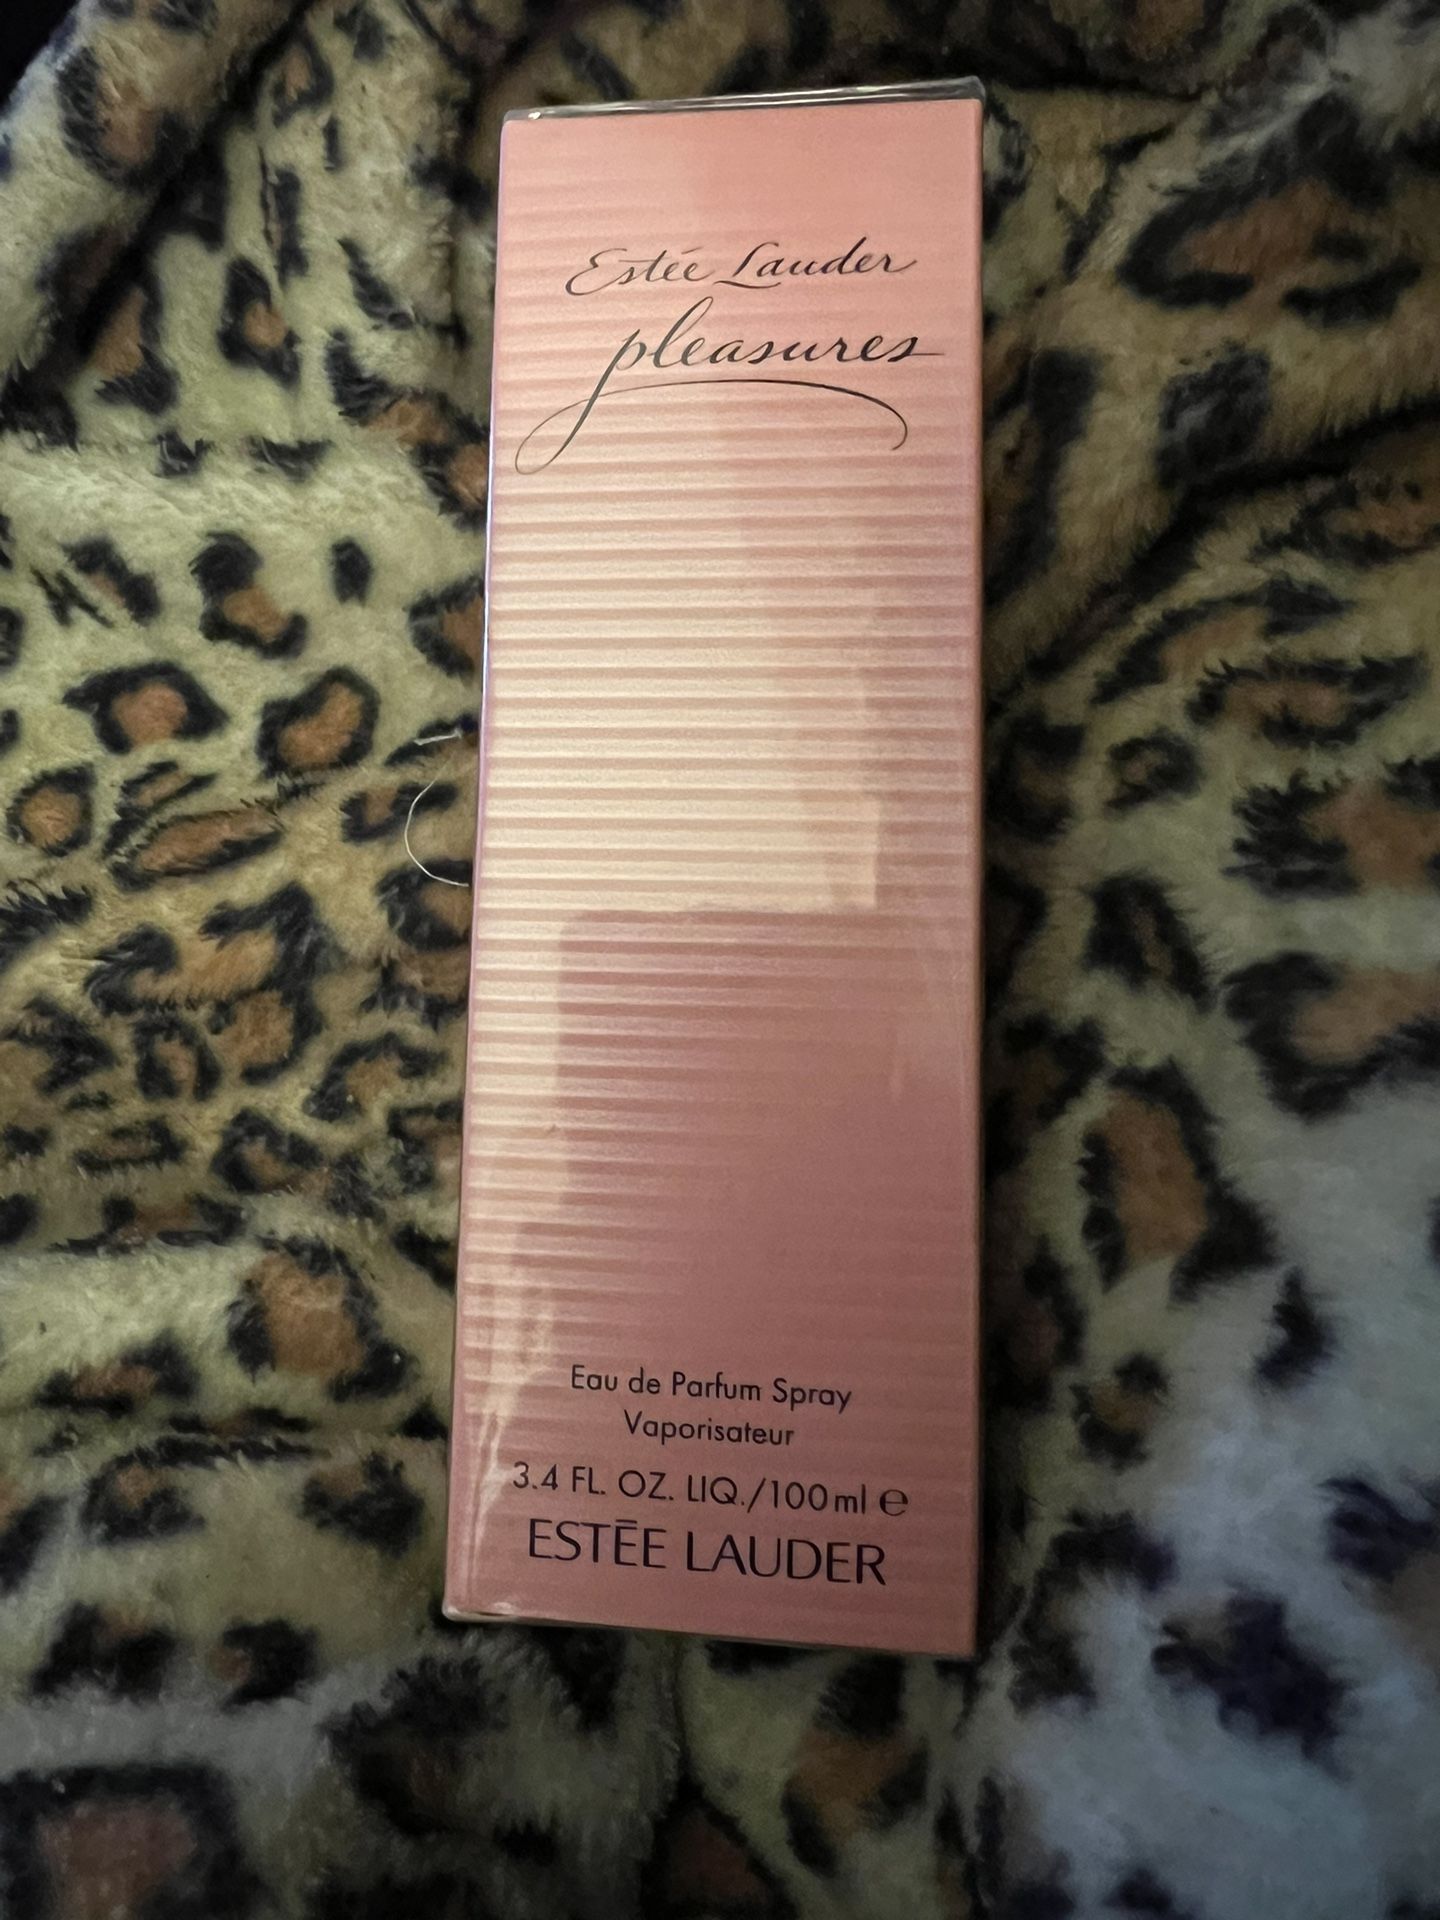 Estée Lauder
pleasures
Eau de Parfum Spray
Vaporisateur
3.4 FL. OZ. LIQ./100ml ℮
ESTĒE LAUDER